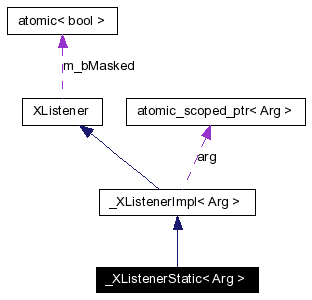 atomic< bool >
m_bMasked
XListener
atomic_scoped_ptr< Arg >
arg
_XListenerImpl< Arg >
_XListenerStatic< Arg >